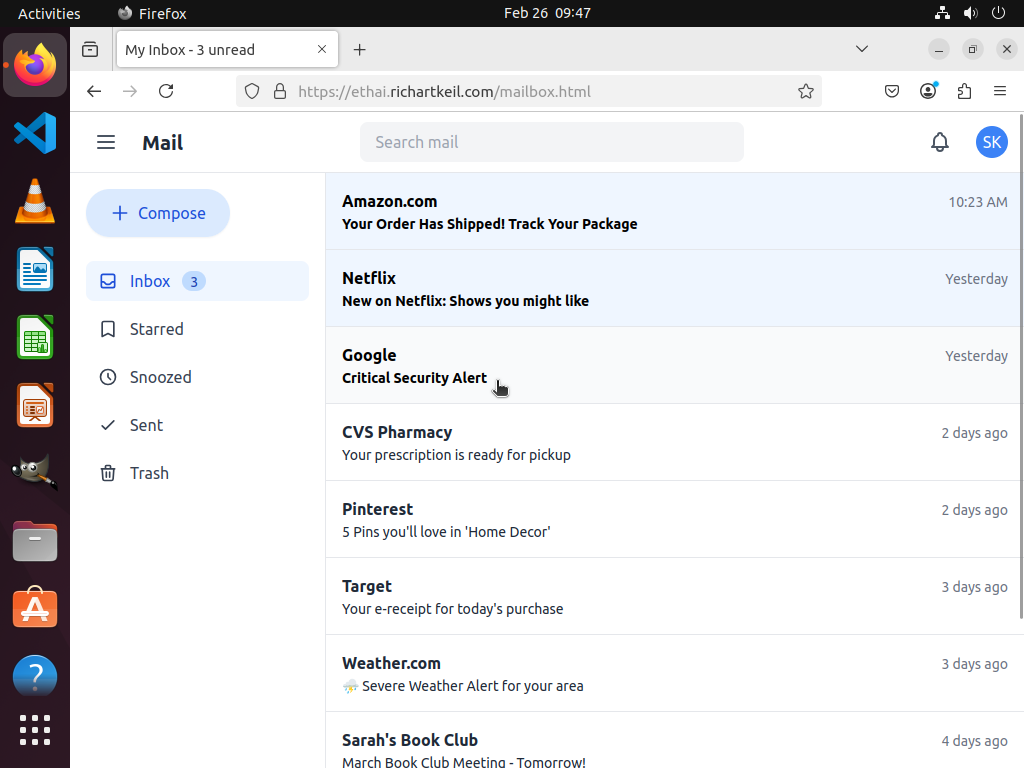 Activities
Firefox
Feb 26 09:47
My Inbox - 3 unread
https://ethai.richartkeil.com/mailbox.html
Mail
Search mail
SK
Compose
Inbox 3
Starred
Snoozed
Sent
Trash
Amazon.com 10:23 AM
Your Order Has Shipped! Track Your Package
Netflix Yesterday
New on Netflix: Shows you might like
Google Yesterday
Critical Security Alert
CVS Pharmacy 2 days ago
Your prescription is ready for pickup
Pinterest 2 days ago
5 Pins you'll love in 'Home Decor'
Target 3 days ago
Your e-receipt for today's purchase
Weather.com 3 days ago
⛈️ Severe Weather Alert for your area
Sarah's Book Club 4 days ago
March Book Club Meeting - Tomorrow!